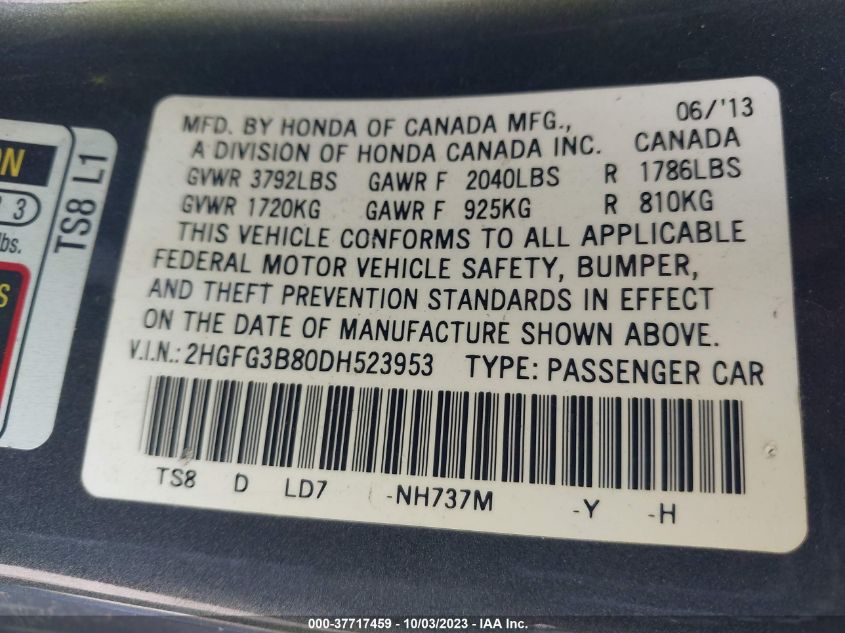 ON
3
lbs.
S
TS8 L1
06/'13
MFD. BY HONDA OF CANADA MFG.,
A DIVISION OF HONDA CANADA INC. CANADA
GVWR 3792LBS GAWR F 2040LBS R 1786LBS
GVWR 1720KG GAWR F 925KG R 810KG
THIS VEHICLE CONFORMS TO ALL APPLICABLE
FEDERAL MOTOR VEHICLE SAFETY, BUMPER,
AND THEFT PREVENTION STANDARDS IN EFFECT
ON THE DATE OF MANUFACTURE SHOWN ABOVE.
V.I.N.: 2HGFG3B80DH523953 TYPE: PASSENGER CAR
TS8 D LD7 -NH737M -Y -H
000-37717459 - 10/03/2023 - IAA Inc.